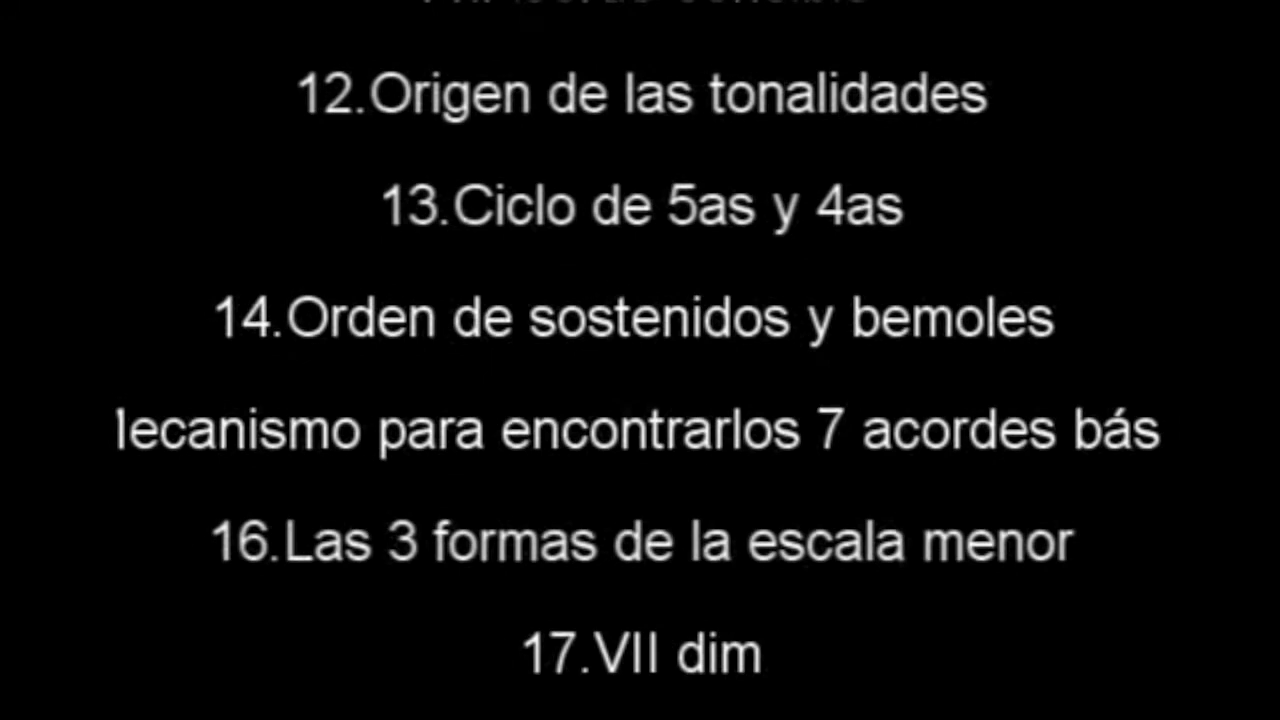 12.Origen de las tonalidades
13.Ciclo de 5as y 4as
14.Orden de sostenidos y bemoles
lecanismo para encontrarlos 7 acordes bás
16.Las 3 formas de la escala menor
17.VII dim